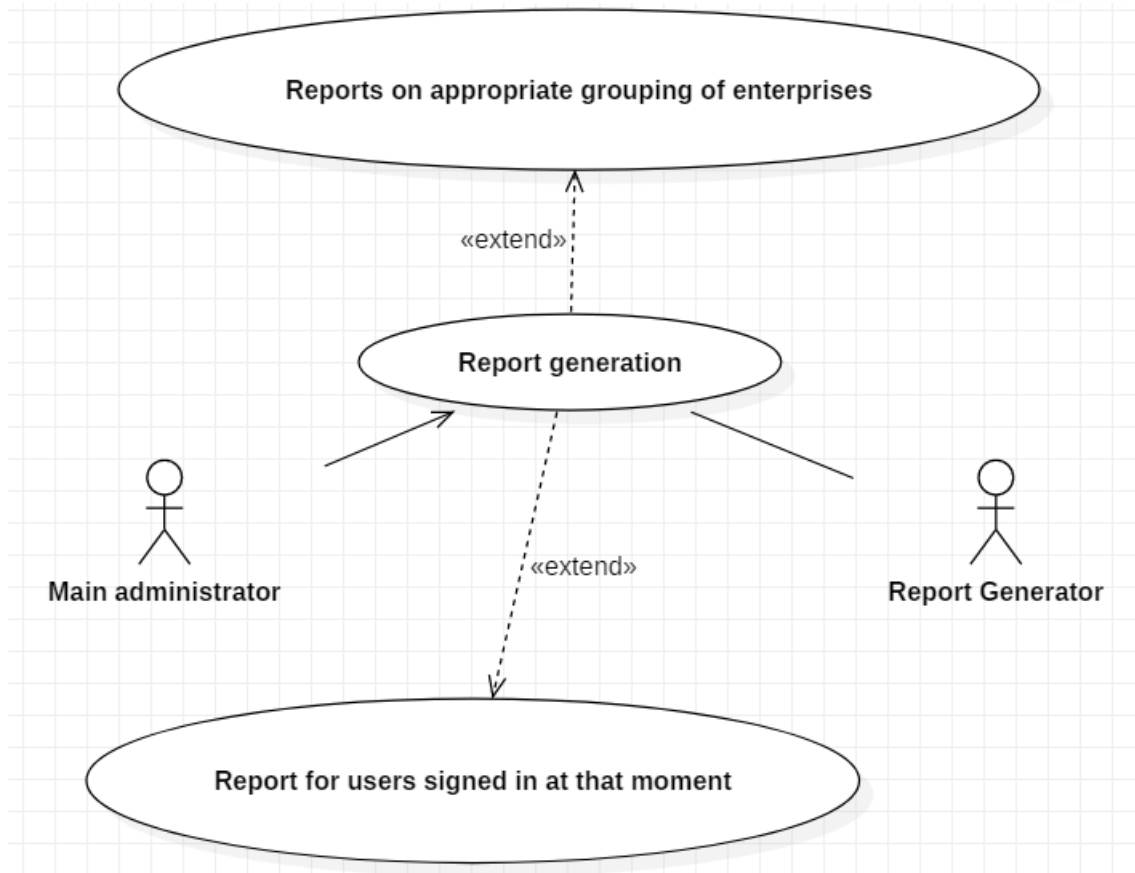 Reports on appropriate grouping of enterprises
«extend»
Report generation
«extend»
Main administrator
Report Generator
Report for users signed in at that moment